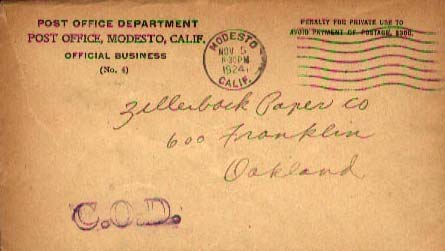 POST OFFICE DEPARTMENT
POST OFFICE, MODESTO, CALIF.
OFFICIAL BUSINESS
(No. 4)
MODESTO
NOV 5
1924
CALIF.
PENALTY FOR PRIVATE USE TO
AVOID PAYMENT OF POSTAGE, $300.
Zellerback Paper Co
600 Franklin
Oakland
C.O.D.